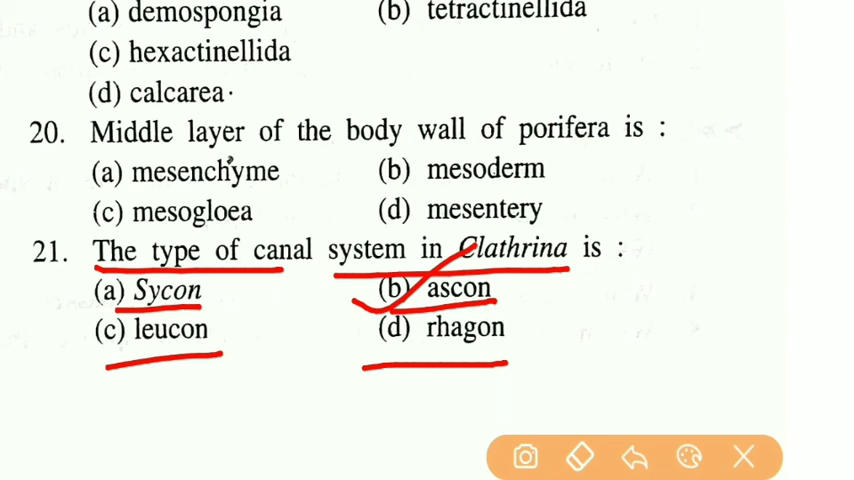 (a) demospongia (b) tetractinellida
(c) hexactinellida
(d) calcarea
20. Middle layer of the body wall of porifera is :
(a) mesenchyme (b) mesoderm
(c) mesogloea (d) mesentery
21. The type of canal system in Clathrina is :
(a) Sycon (b) ascon
(c) leucon (d) rhagon